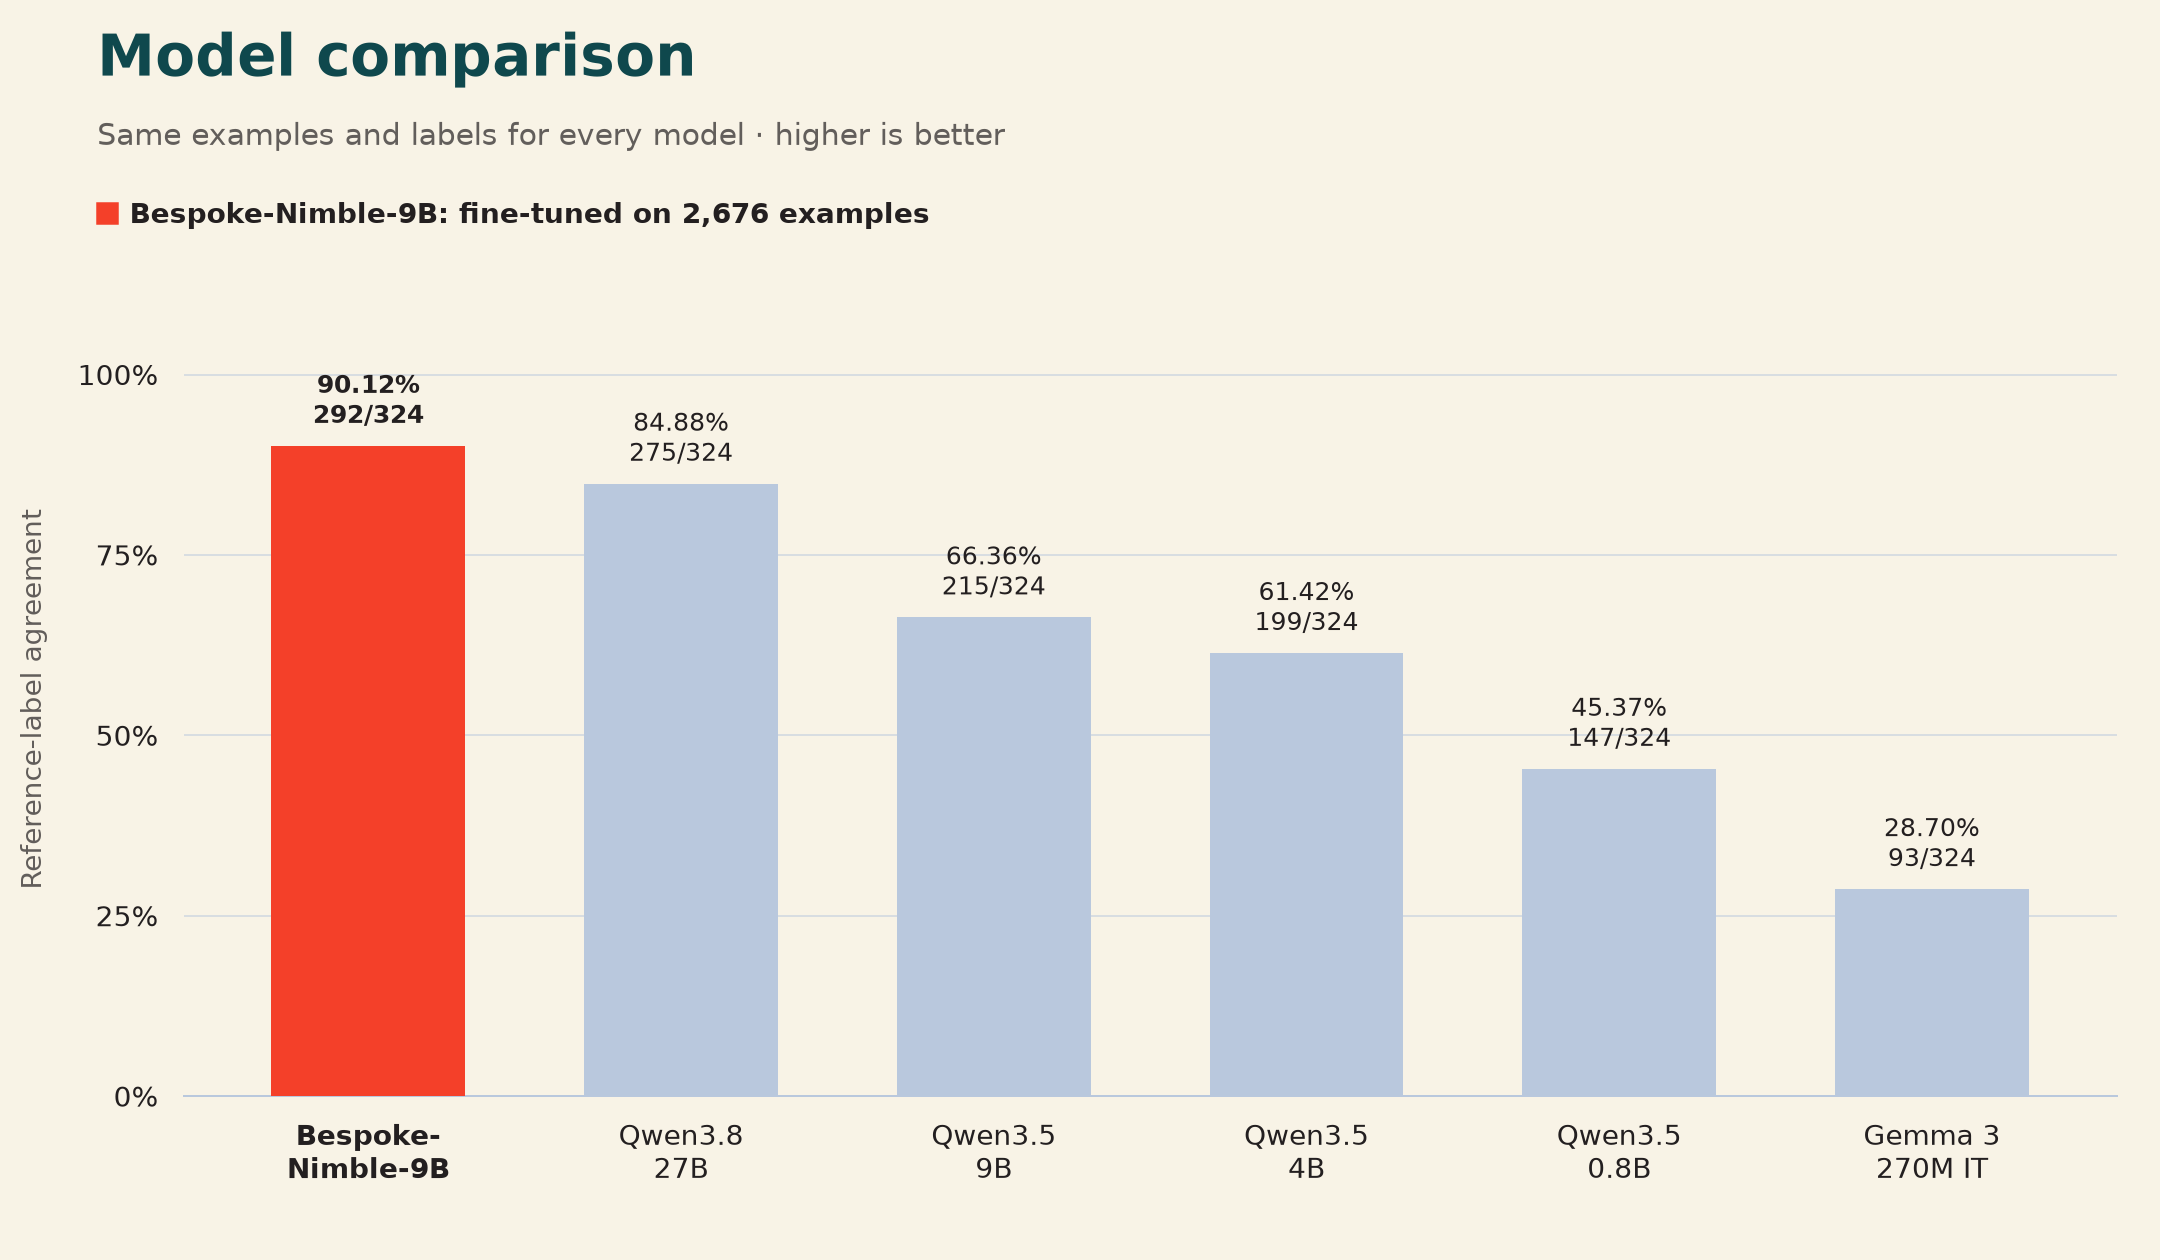 Model comparison
Same examples and labels for every model · higher is better
Bespoke-Nimble-9B: fine-tuned on 2,676 examples
Reference-label agreement
100%
75%
50%
25%
0%
90.12%
292/324
84.88%
275/324
66.36%
215/324
61.42%
199/324
45.37%
147/324
28.70%
93/324
Bespoke-
Nimble-9B
Qwen3.8
27B
Qwen3.5
9B
Qwen3.5
4B
Qwen3.5
0.8B
Gemma 3
270M IT